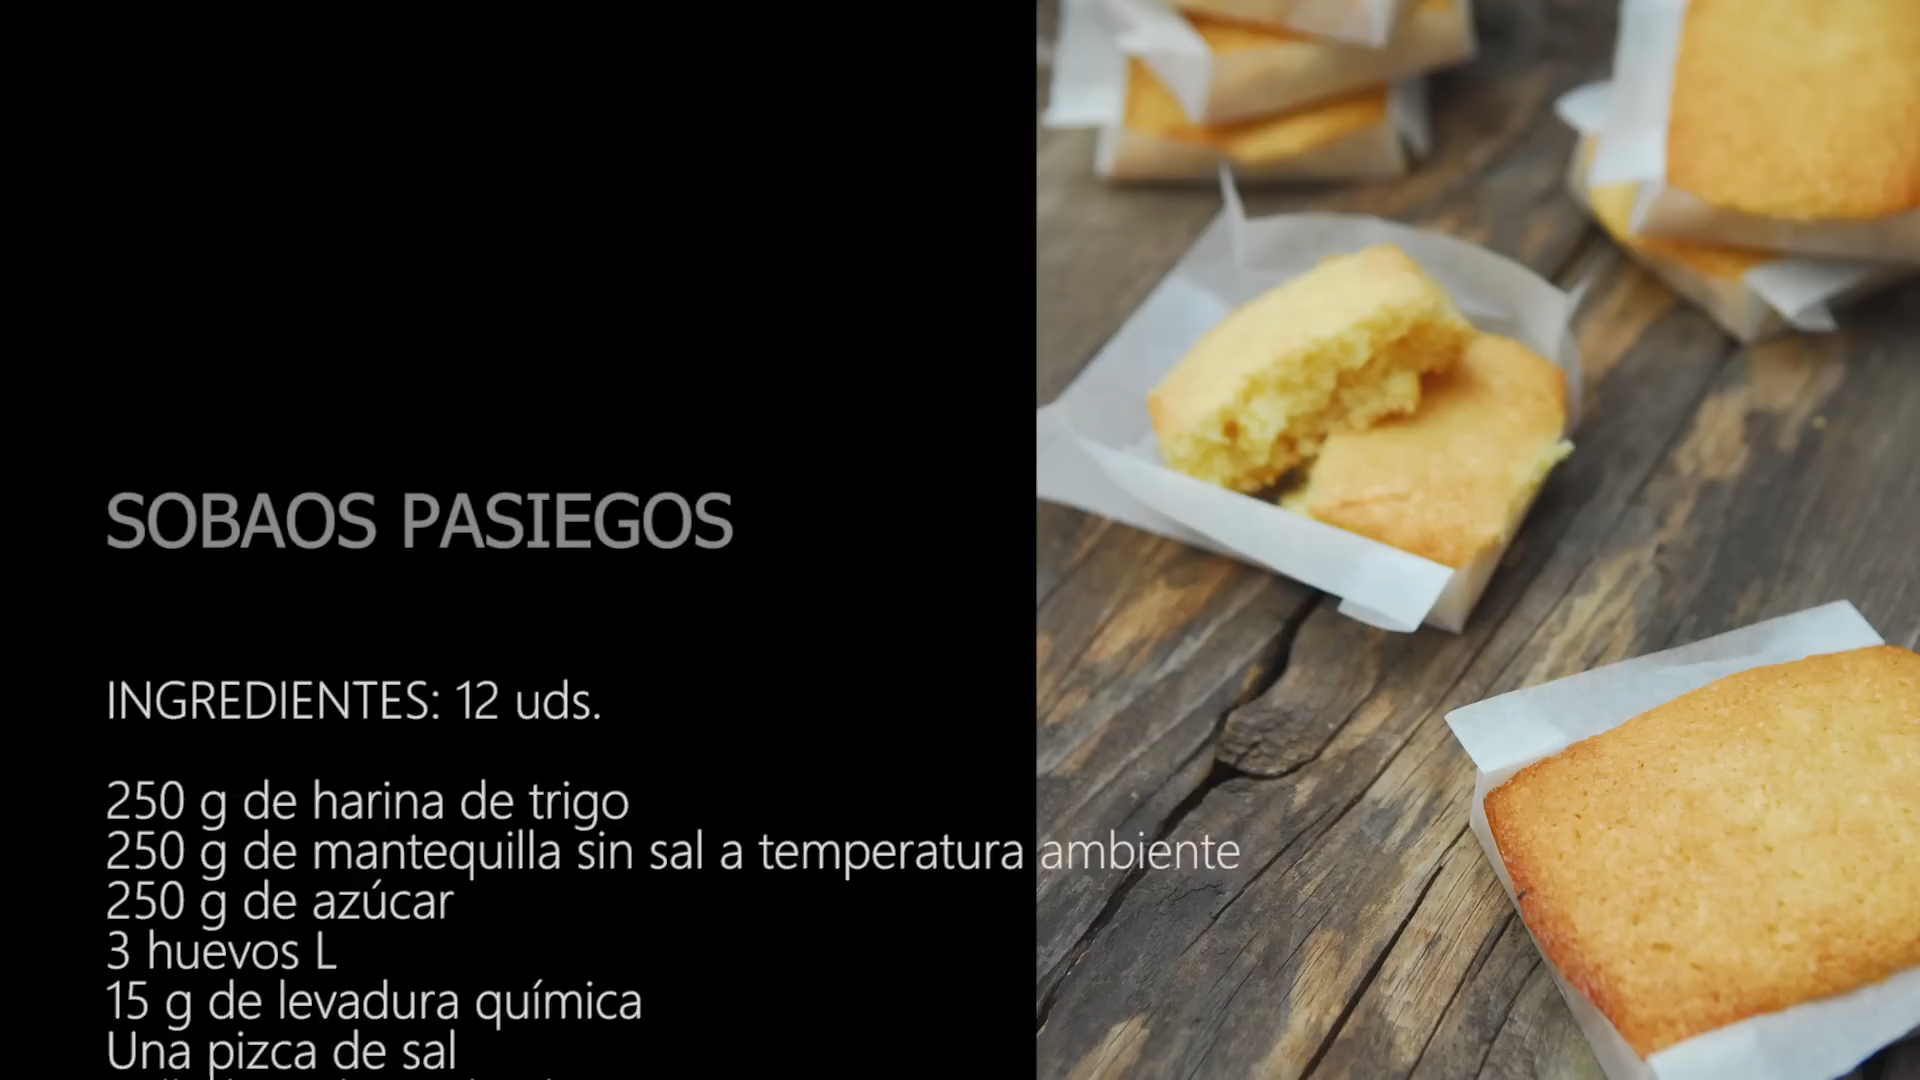 SOBAOS PASIEGOS
INGREDIENTES: 12 uds.
250 g de harina de trigo
250 g de mantequilla sin sal a temperatura ambiente
250 g de azúcar
3 huevos L
15 g de levadura química
Una pizca de sal